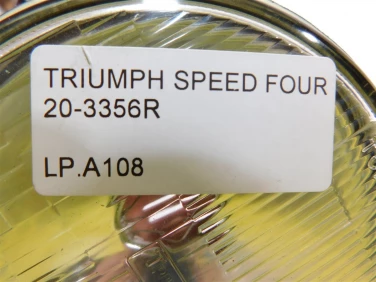 TRIUMPH SPEED FOUR
20-3356R
LP.A108